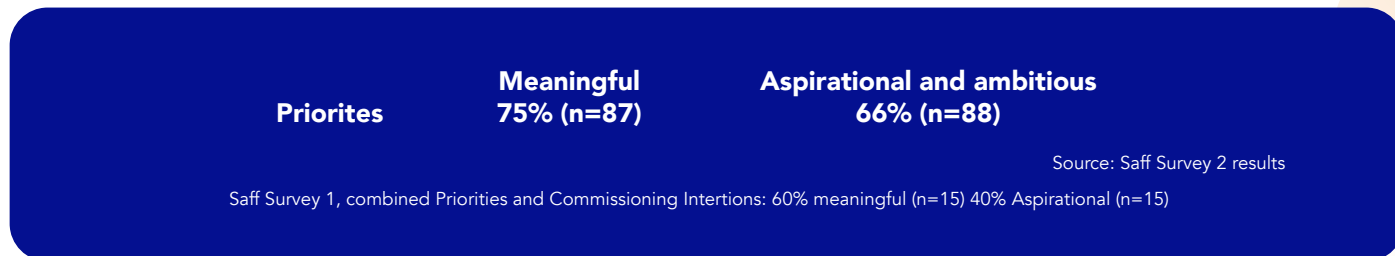 Meaningful Aspirational and ambitious
Priorites 75% (n=87) 66% (n=88)
Source: Saff Survey 2 results
Saff Survey 1, combined Priorities and Commissioning Intertions: 60% meaningful (n=15) 40% Aspirational (n=15)